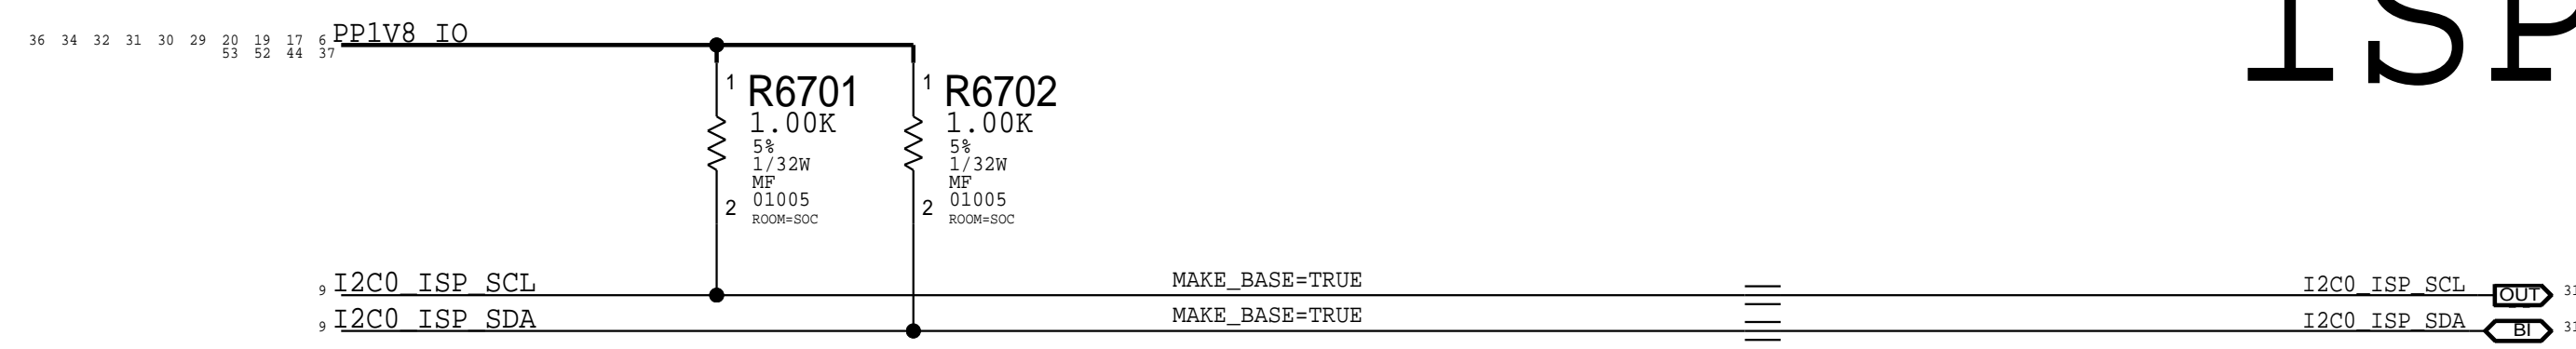 ISP
36 34 32 31 30 29 20 19 17 6 PP1V8_IO
53 52 44 37
1 R6701
1.00K
5%
1/32W
MF
01005
2
ROOM=SOC
1 R6702
1.00K
5%
1/32W
MF
01005
2
ROOM=SOC
9 I2C0_ISP_SCL MAKE_BASE=TRUE I2C0_ISP_SCL OUT 31
9 I2C0_ISP_SDA MAKE_BASE=TRUE I2C0_ISP_SDA BI 31